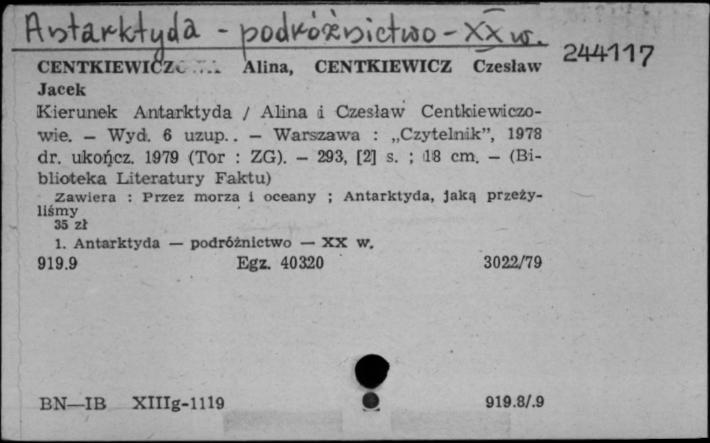 Antarktyda - podróżnictwo - XX w.
244117
CENTKIEWICZ Alina, CENTKIEWICZ Czesław
Jacek
Kierunek Antarktyda / Alina i Czesław Centkiewiczo-
wie. — Wyd. 6 uzup.. — Warszawa : „Czytelnik”, 1978
dr. ukończ. 1979 (Tor : ZG). — 293, [2] s. ; 18 cm. — (Bi-
blioteka Literatury Faktu)
Zawiera : Przez morza i oceany ; Antarktyda, jaką przeży-
liśmy
35 zł
1. Antarktyda — podróżnictwo — XX w.
919.9 Egz. 40320 3022/79
BN—IB XIIIg-1119 919.8/.9